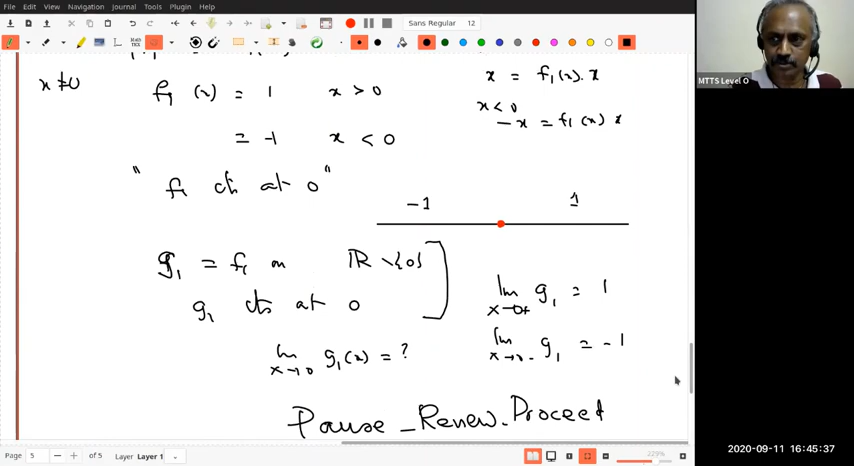 File Edit View Navigation Journal Tools Plugin Help
Sans Regular 12
x ≠ 0
f₁ (x) = 1 x > 0
= -1 x < 0
x = f₁(x). x
x < 0
-x = f₁(x) x
" f₁ cts at 0 "
-1 1
g₁ = f₁ on ℝ \ {0}
g₁ cts at 0
lim x→0+ g₁ = 1
lim x→0- g₁ = -1
lim x→0 g₁(x) = ?
Pause - Renew - Proceed
Page 5 of 5 Layer Layer 1
229%
MTTS Level O
2020-09-11 16:45:37